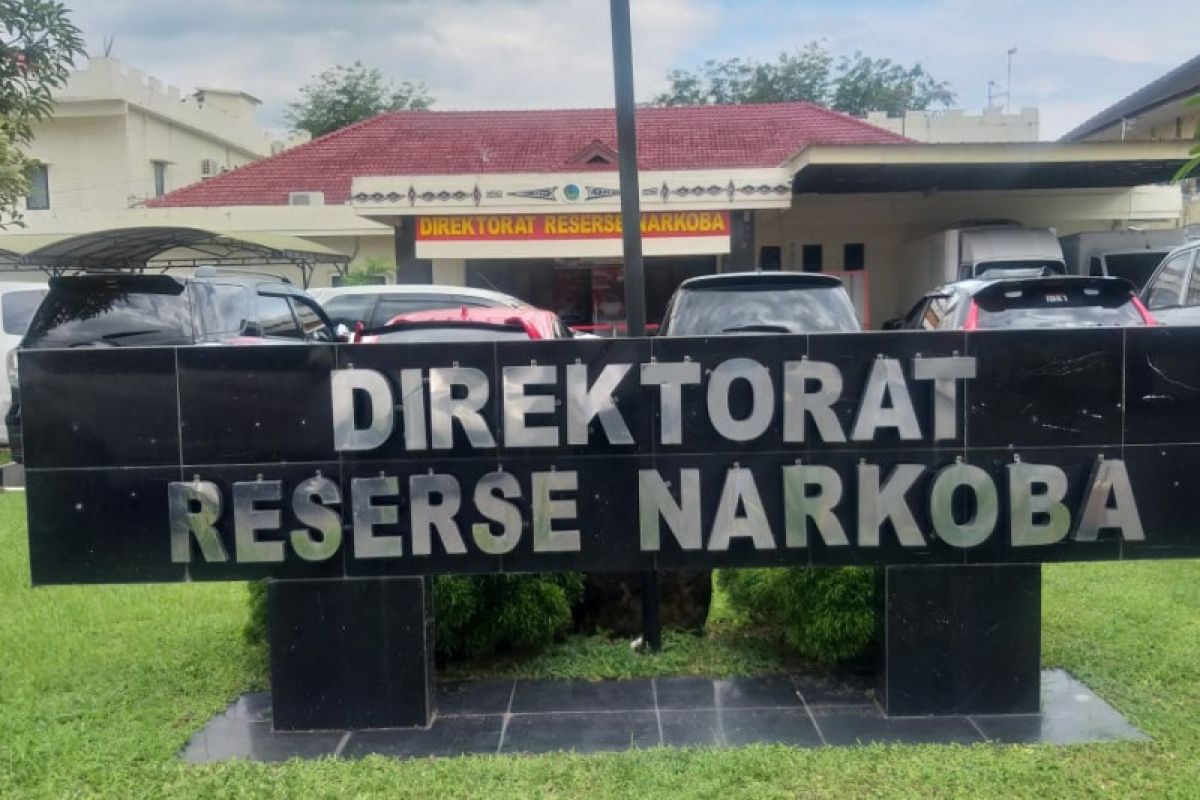 DIREKTORAT RESERSE NARKOBA
DIREKTORAT
RESERSE NARKOBA